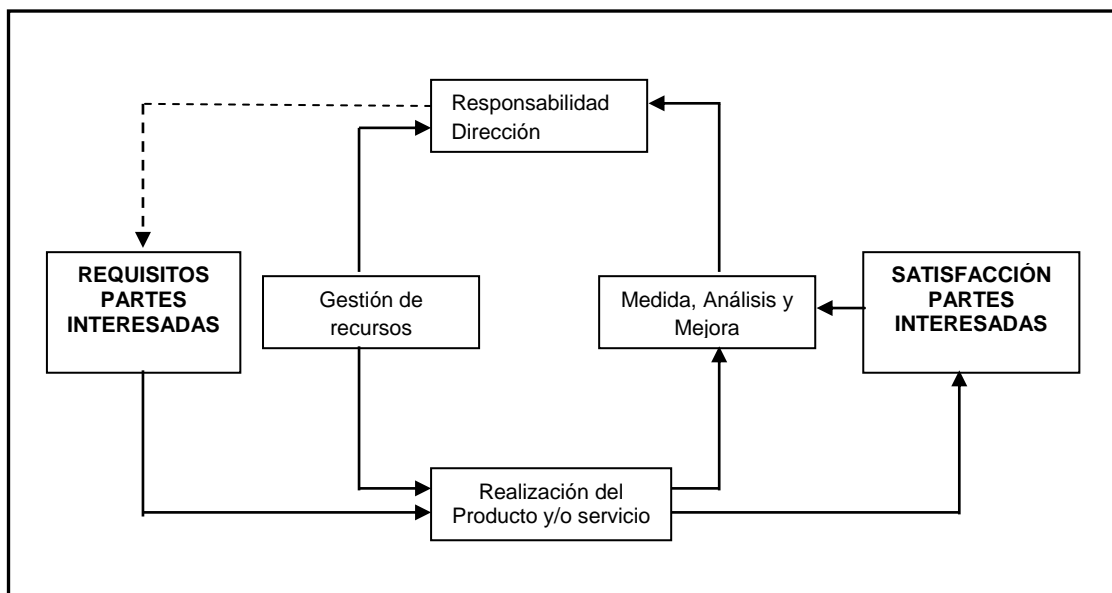 Responsabilidad
Dirección
REQUISITOS
PARTES
INTERESADAS
Gestión de
recursos
Medida, Análisis y
Mejora
SATISFACCIÓN
PARTES
INTERESADAS
Realización del
Producto y/o servicio